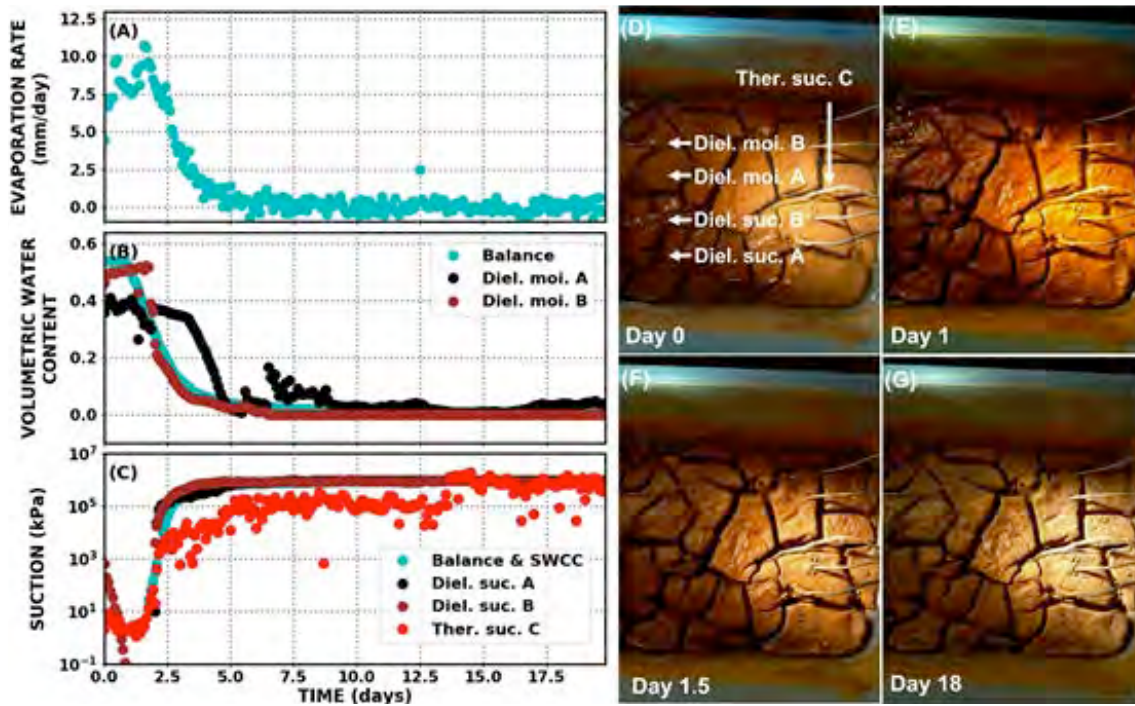 (A)
12.5
10.0
7.5
5.0
2.5
0.0
EVAPORATION RATE
(mm/day)
(B)
0.6
0.4
0.2
0.0
VOLUMETRIC WATER
CONTENT
Balance
Diel. moi. A
Diel. moi. B
(C)
10^7
10^5
10^3
10^1
10^-1
SUCTION (kPa)
Balance & SWCC
Diel. suc. A
Diel. suc. B
Ther. suc. C
0.0 2.5 5.0 7.5 10.0 12.5 15.0 17.5
TIME (days)
(D)
Ther. suc. C
Diel. moi. B
Diel. moi. A
Diel. suc. B
Diel. suc. A
Day 0
(E)
Day 1
(F)
Day 1.5
(G)
Day 18